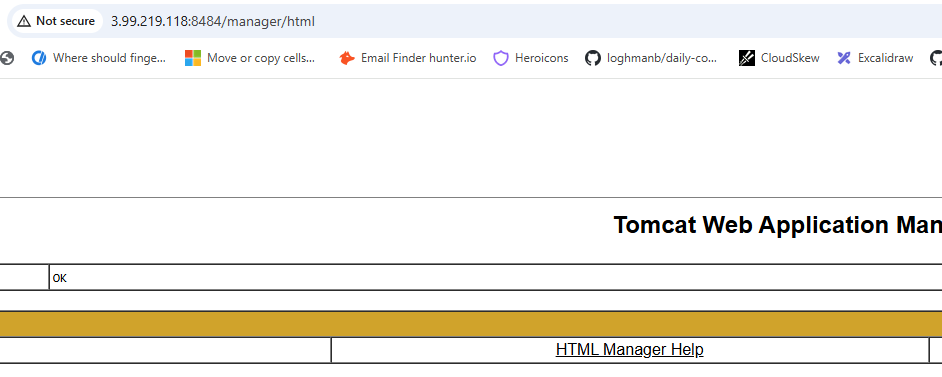 Not secure 3.99.219.118:8484/manager/html
Where should finge... Move or copy cells... Email Finder hunter.io Heroicons loghmanb/daily-co... CloudSkew Excalidraw
Tomcat Web Application Man
OK
HTML Manager Help